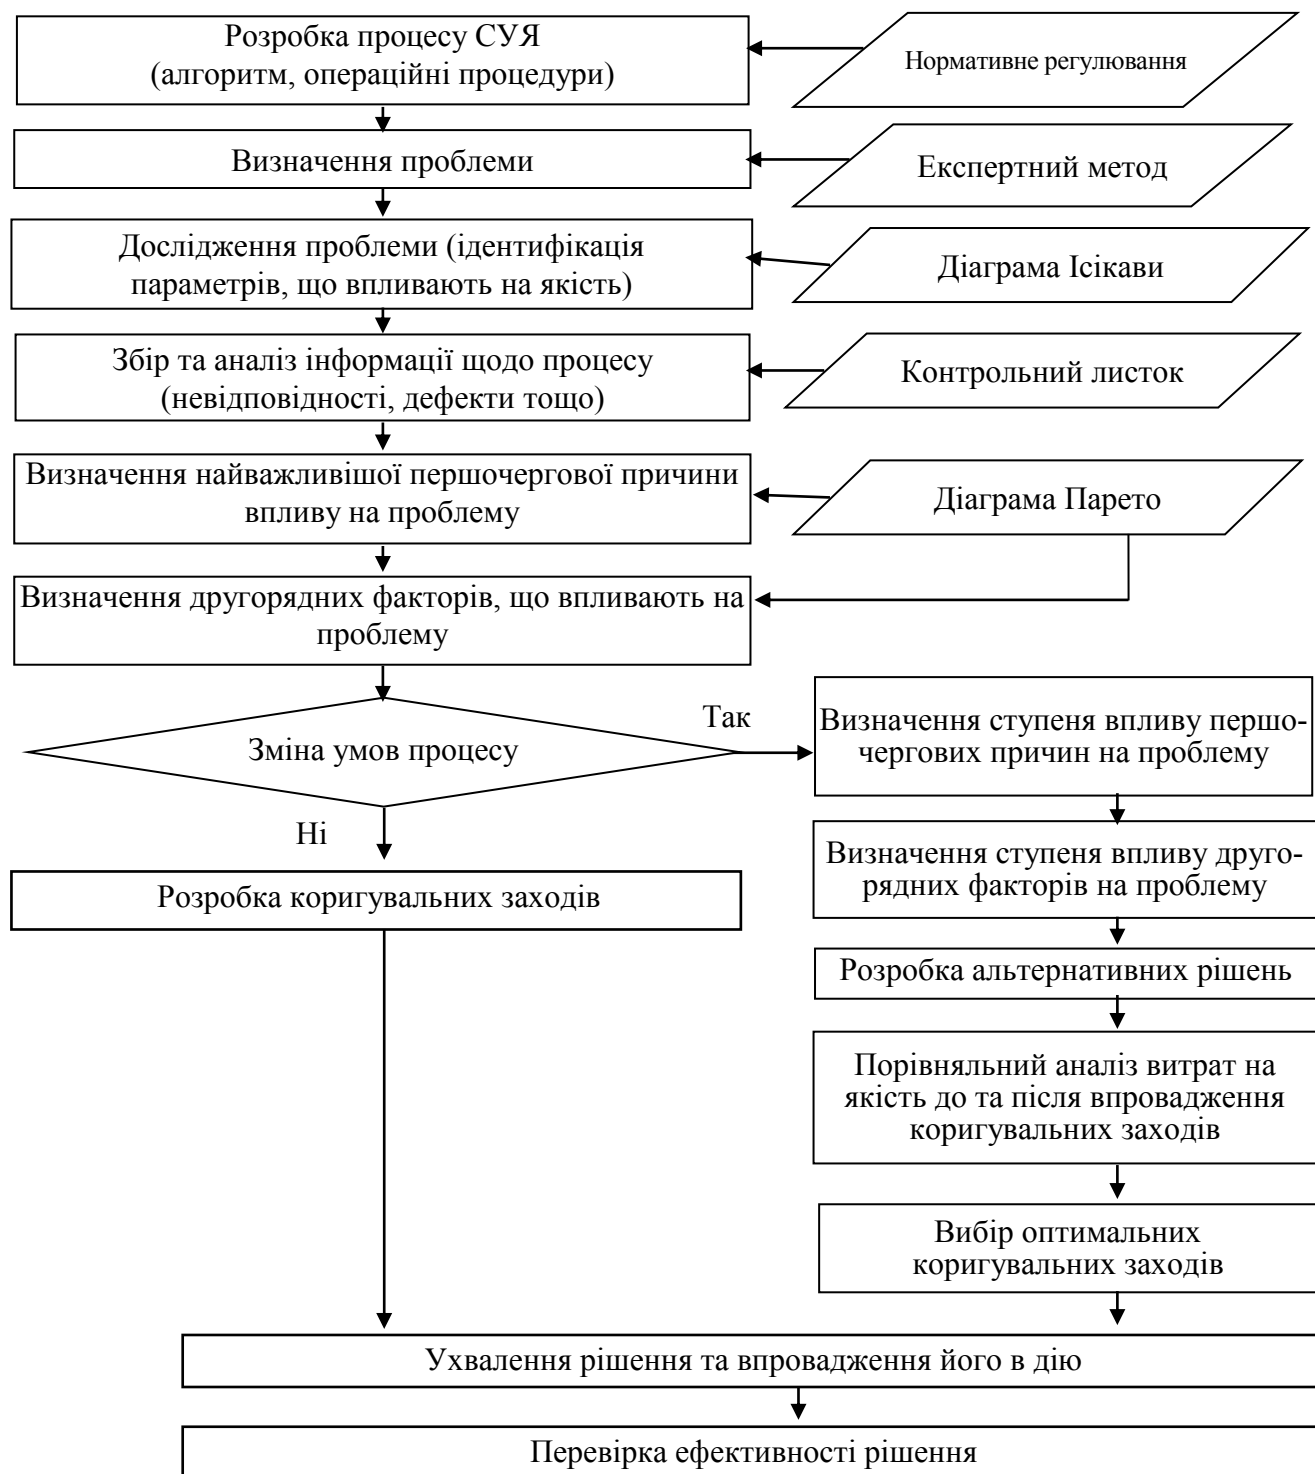 Розробка процесу СУЯ
(алгоритм, операційні процедури)
Нормативне регулювання
Визначення проблеми
Експертний метод
Дослідження проблеми (ідентифікація
параметрів, що впливають на якість)
Діаграма Ісікави
Збір та аналіз інформації щодо процесу
(невідповідності, дефекти тощо)
Контрольний листок
Визначення найважливішої першочергової причини
впливу на проблему
Діаграма Парето
Визначення другорядних факторів, що впливають на
проблему
Зміна умов процесу
Так
Визначення ступеня впливу першо-
чергових причин на проблему
Ні
Визначення ступеня впливу друго-
рядних факторів на проблему
Розробка коригувальних заходів
Розробка альтернативних рішень
Порівняльний аналіз витрат на
якість до та після впровадження
коригувальних заходів
Вибір оптимальних
коригувальних заходів
Ухвалення рішення та впровадження його в дію
Перевірка ефективності рішення